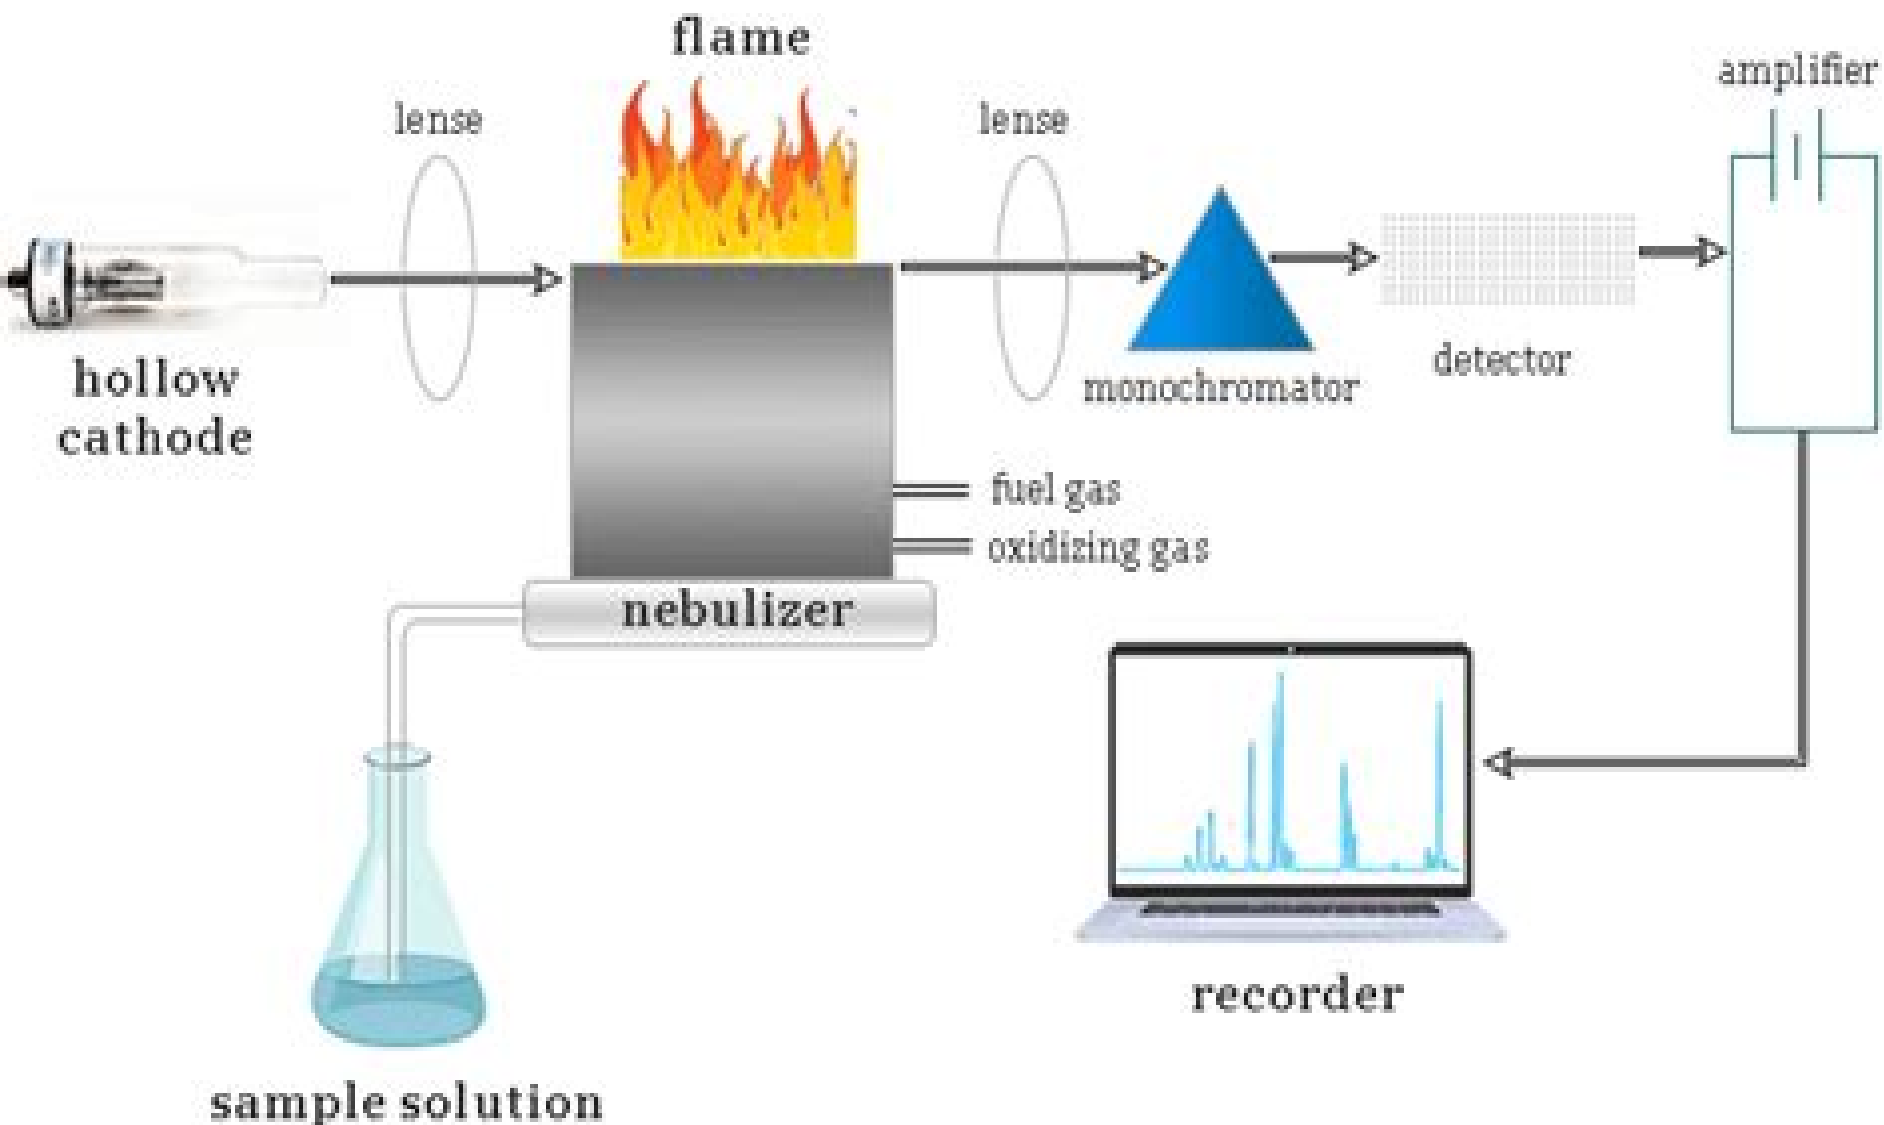 flame
amplifier
lense
lense
hollow
cathode
monochromator
detector
fuel gas
oxidizing gas
nebulizer
recorder
sample solution